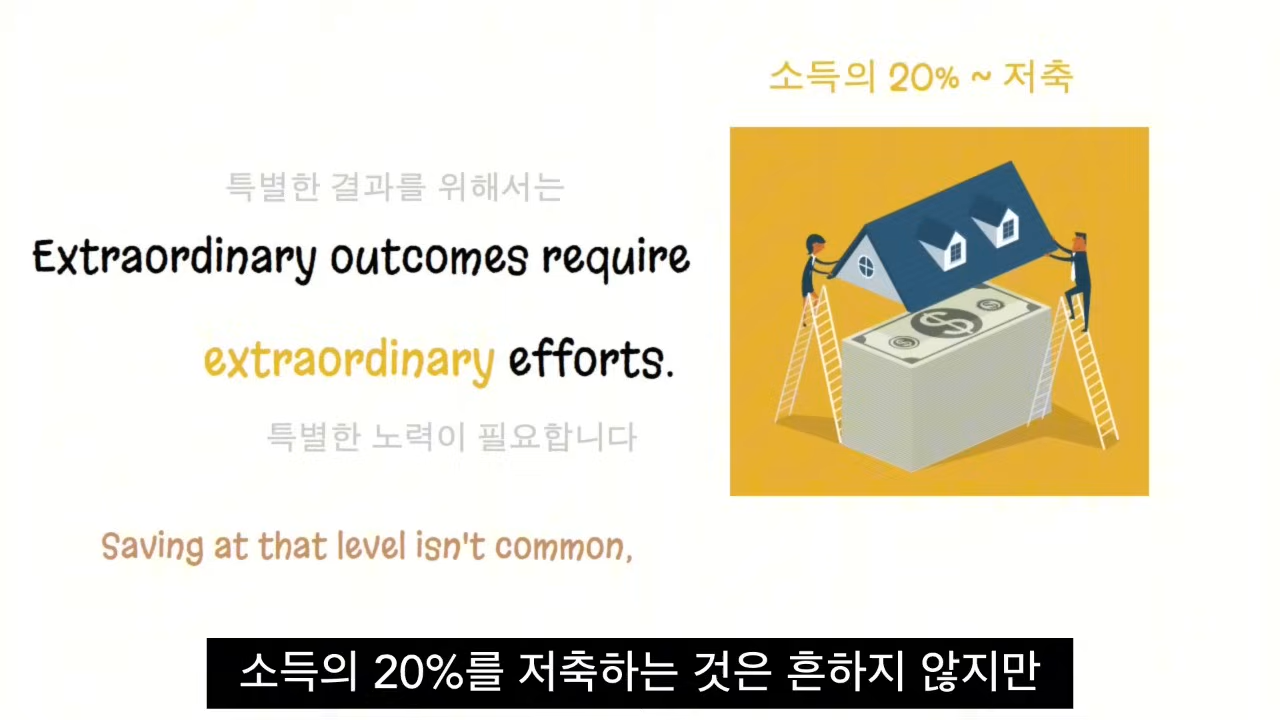 소득의 20% ~ 저축
특별한 결과를 위해서는
Extraordinary outcomes require
extraordinary efforts.
특별한 노력이 필요합니다
Saving at that level isn't common,
소득의 20%를 저축하는 것은 흔하지 않지만